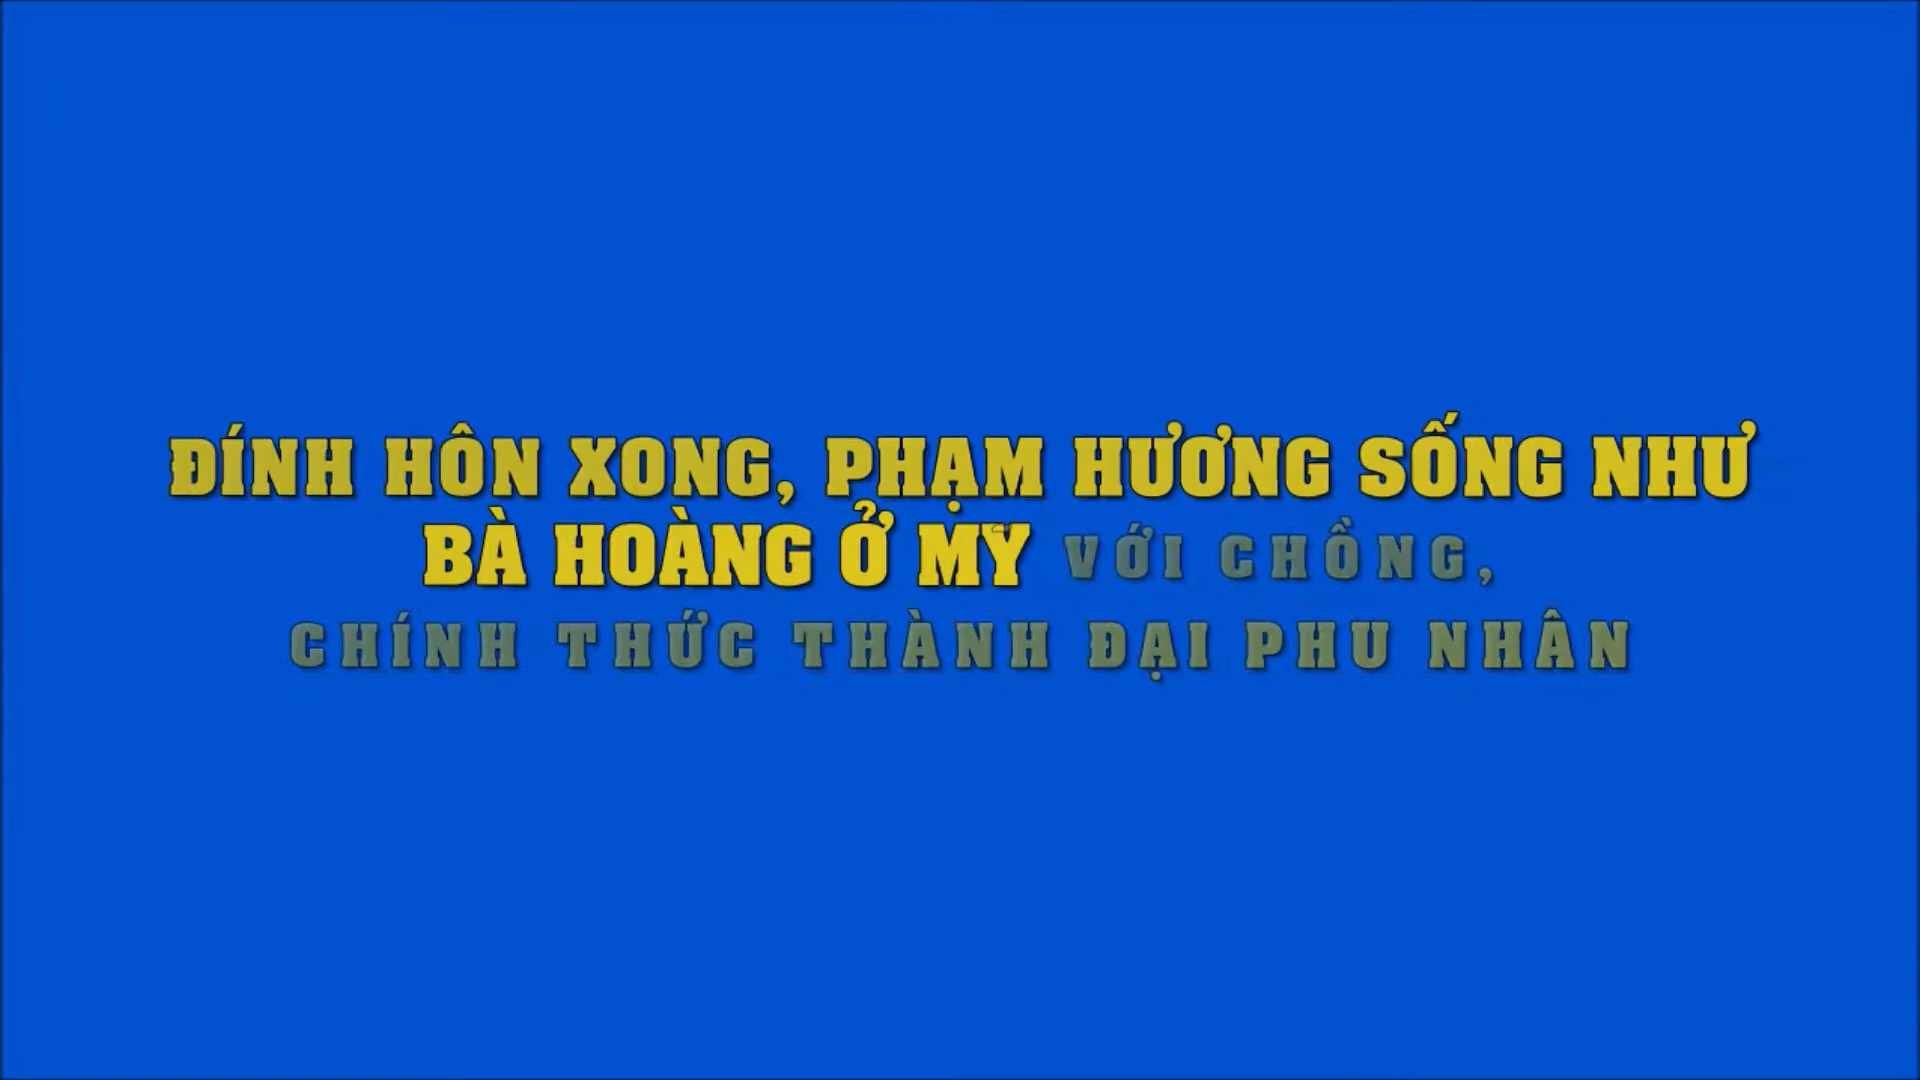 ĐÍNH HÔN XONG, PHẠM HƯƠNG SỐNG NHƯ
BÀ HOÀNG Ở MỸ VỚI CHỒNG,
CHÍNH THỨC THÀNH ĐẠI PHU NHÂN